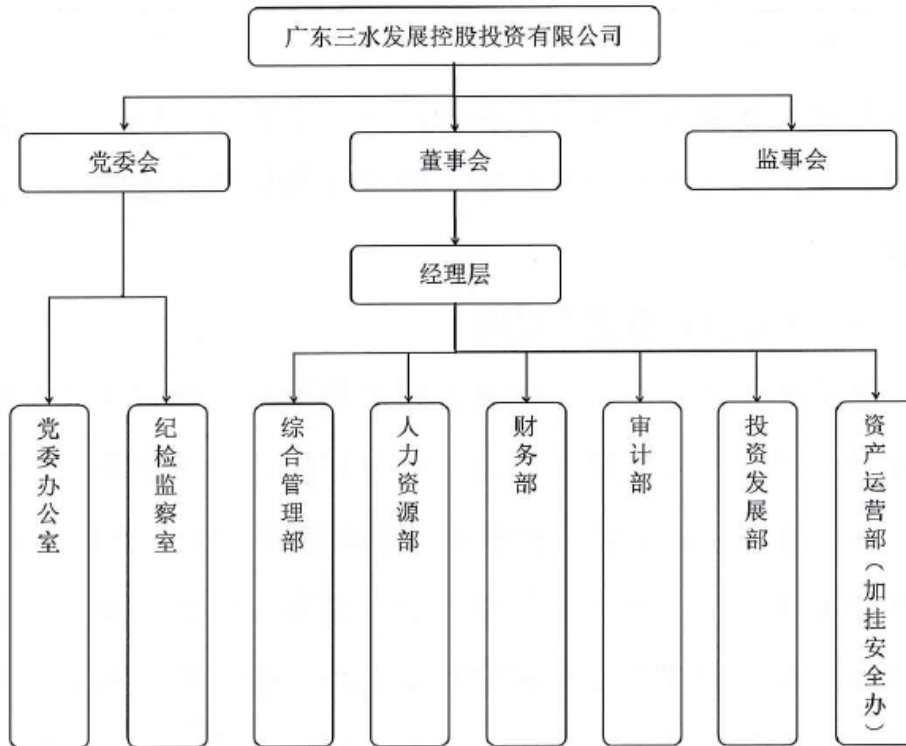 广东三水发展控股投资有限公司
党委会
董事会
监事会
经理层
党委办公室
纪检监察室
综合管理部
人力资源部
财务部
审计部
投资发展部
资产运营部（加挂安全办）